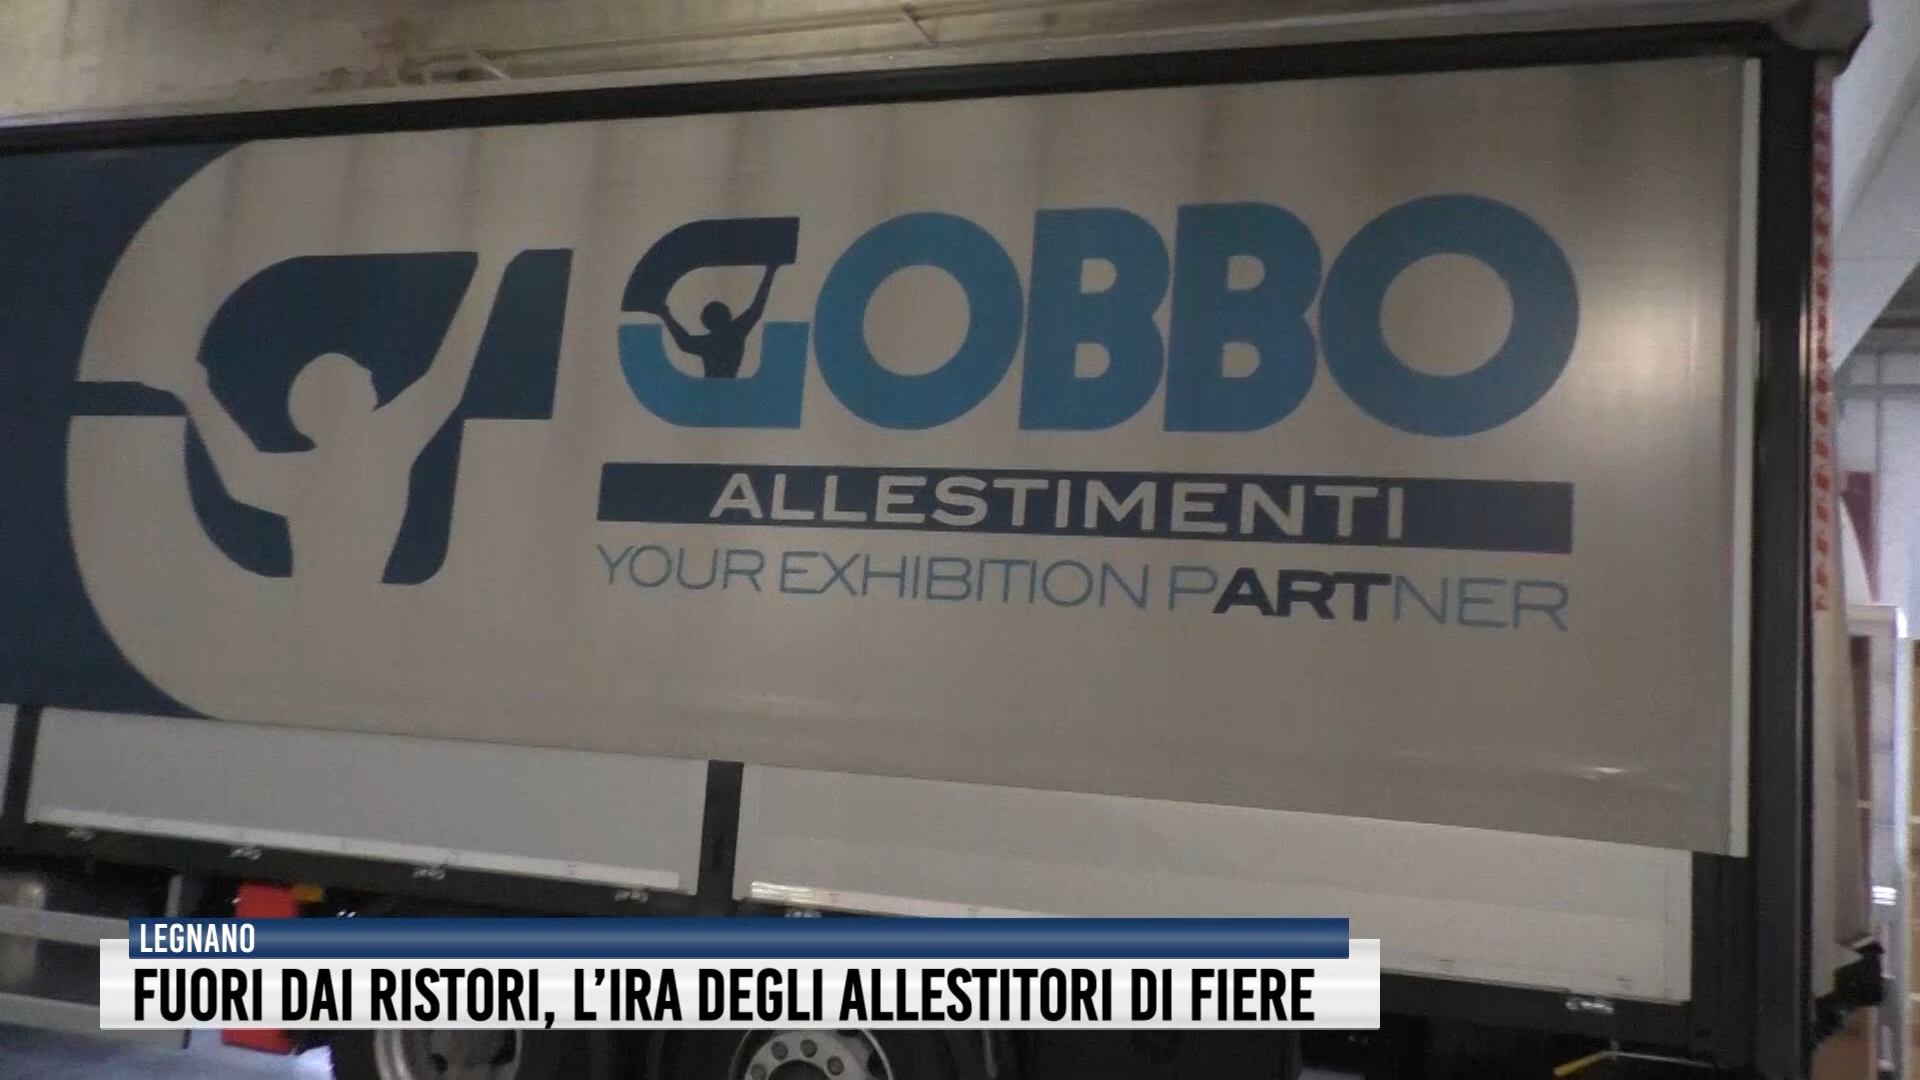 GOBBO
ALLESTIMENTI
YOUR EXHIBITION PARTNER
LEGNANO
FUORI DAI RISTORI, L'IRA DEGLI ALLESTITORI DI FIERE